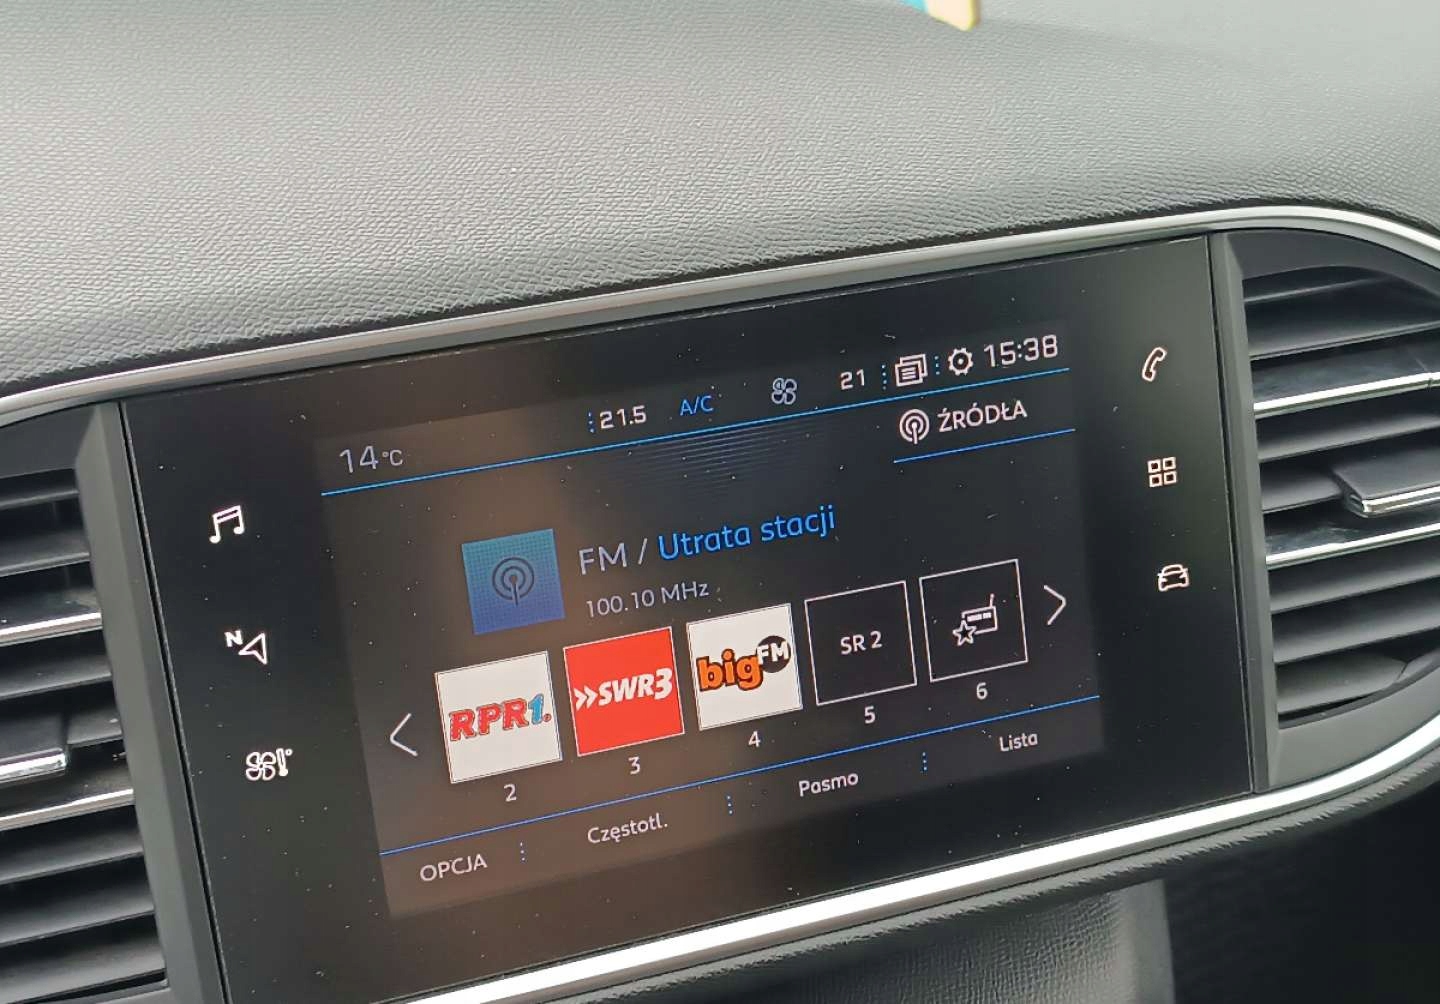 14°C
21.5
A/C
21
15:38
ŹRÓDŁA
FM / Utrata stacji
100.10 MHz
RPR1.
SWR3
bigFM
SR 2
2
3
4
5
6
OPCJA
Częstotl.
Pasmo
Lista
N